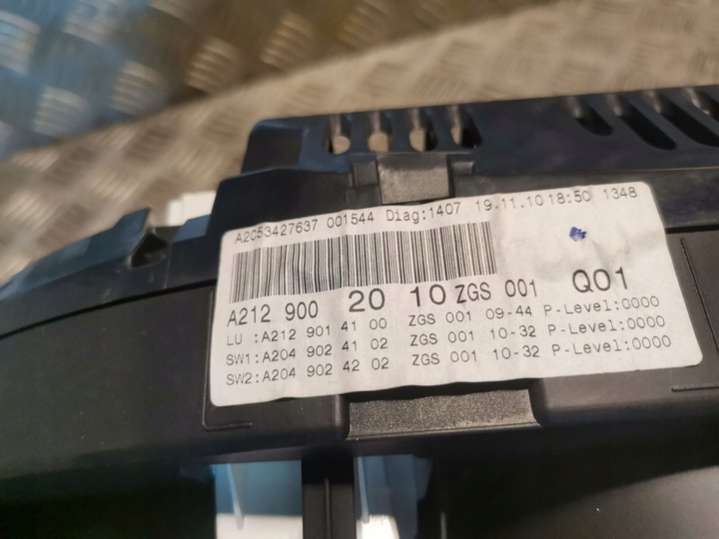 A2C53427637 001544 Diag:1407 19.11.10 18:50 1348
A212 900 20 10 ZGS 001 Q01
LU :A212 901 41 00 ZGS 001 09-44 P-Level:0000
SW1:A204 902 41 02 ZGS 001 10-32 P-Level:0000
SW2:A204 902 42 02 ZGS 001 10-32 P-Level:0000